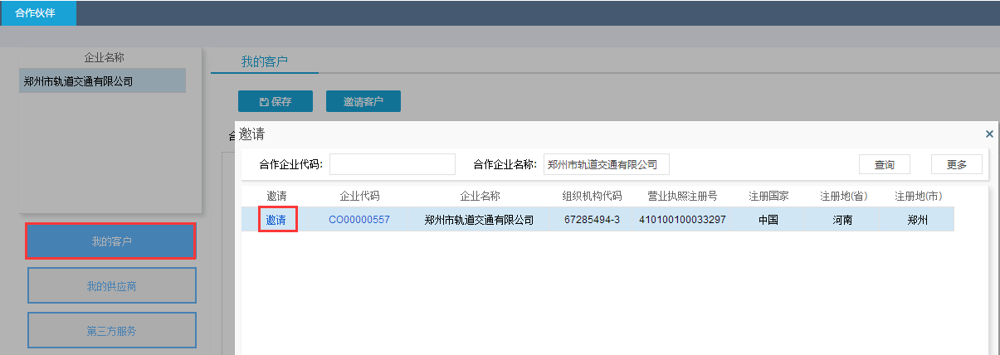 合作伙伴
企业名称
郑州市轨道交通有限公司
我的客户
我的供应商
第三方服务
我的客户
保存 邀请客户
合
邀请 ×
合作企业代码: 合作企业名称: 郑州市轨道交通有限公司 查询 更多
邀请 企业代码 企业名称 组织机构代码 营业执照注册号 注册国家 注册地(省) 注册地(市)
邀请 CO00000557 郑州市轨道交通有限公司 67285494-3 410100100033297 中国 河南 郑州